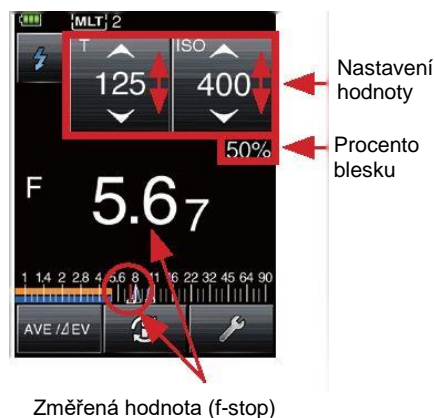 MLT 2
T ISO
125 400
Nastavení
hodnoty
50%
Procento
blesku
F 5.6 7
1 1.4 2 2.8 4 5.6 8 11 16 22 32 45 64 90
AVE/⊿EV
Změřená hodnota (f-stop)